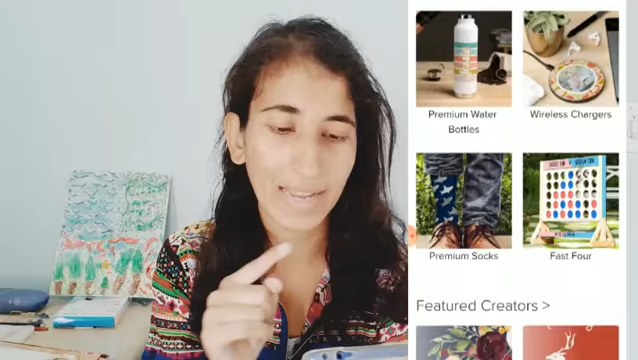 Premium Water
Bottles
Wireless Chargers
Premium Socks
Fast Four
Featured Creators >